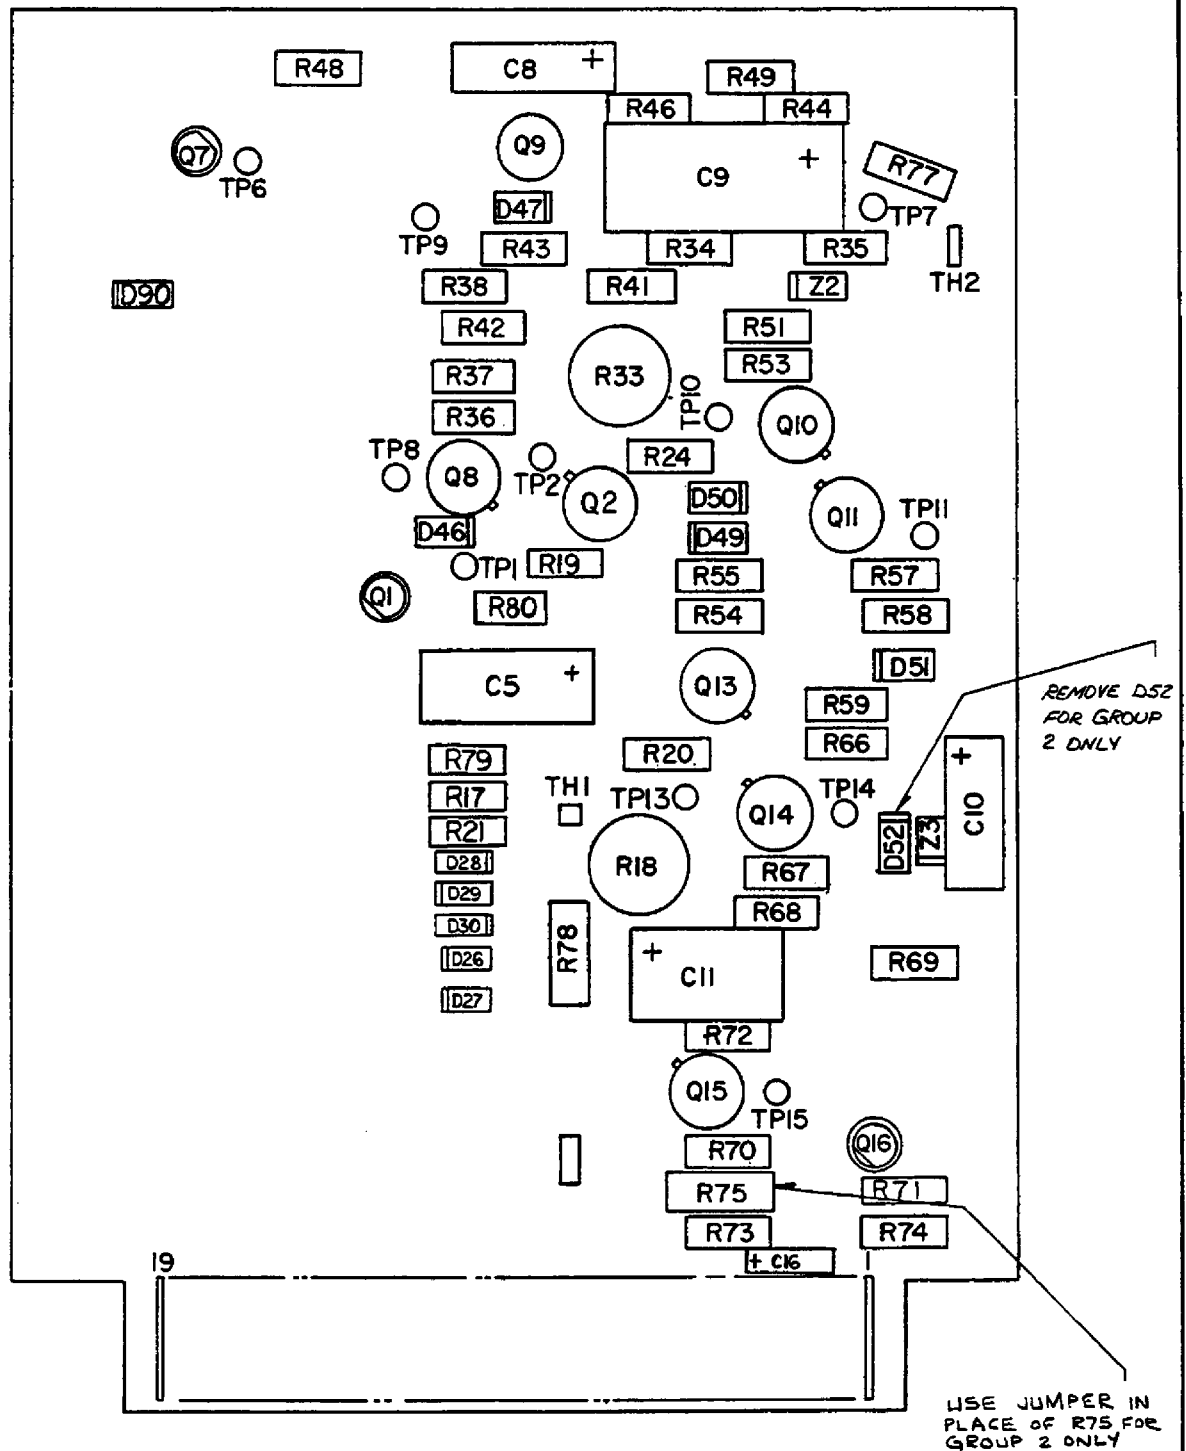 R48
C8 +
R49
R46
R44
Q7
TP6
Q9
C9 +
R77
D47
TP9
TP7
R43
R34
R35
TH2
D90
R38
R41
Z2
R42
R51
R53
R37
R33
TP10
R36
Q10
TP8
Q8
TP2
R24
Q2
D50
Q11
TP11
D46
D49
TP1
R19
R55
R57
Q1
R80
R54
R58
C5 +
Q13
D51
R59
REMOVE D52
FOR GROUP
2 ONLY
R66
R79
R20
TH1
TP13
TP14
+ C10
R17
Q14
R21
D52
Z3
D28
R18
R67
D29
R68
D30
R78
D26
+ C11
R69
D27
R72
Q15
TP15
Q16
R70
R75
R71
R73
R74
19
+ C16
1
USE JUMPER IN
PLACE OF R75 FOR
GROUP 2 ONLY